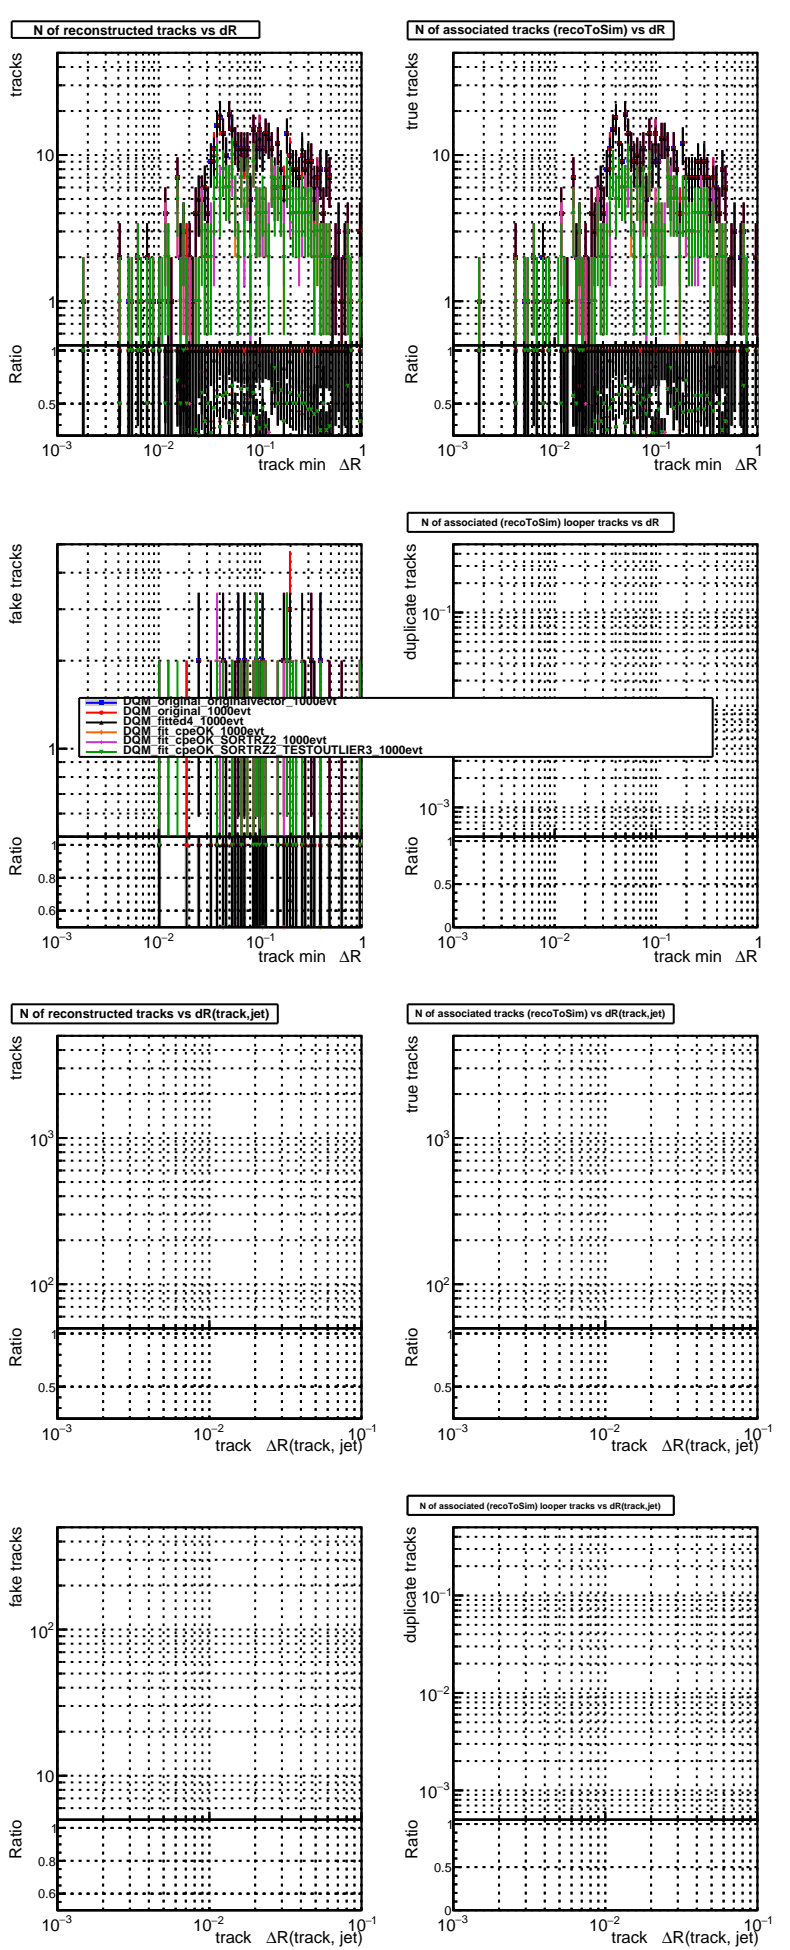 N of reconstructed tracks vs dR
tracks
10
1
Ratio
1
0.5
10−3 10−2 10−1 1
track min ΔR
N of associated tracks (recoToSim) vs dR
true tracks
10
1
Ratio
1
0.5
10−3 10−2 10−1 1
track min ΔR
fake tracks
1
Ratio
1
0.8
0.6
10−3 10−2 10−1 1
track min ΔR
N of associated (recoToSim) looper tracks vs dR
duplicate tracks
10−1
10−3
Ratio
1
0.5
0
10−3 10−2 10−1 1
track min ΔR
DQM_original_originalvector_1000evt
DQM_original_1000evt
DQM_fitted4_1000evt
DQM_fit_cpeOK_1000evt
DQM_fit_cpeOK_SORTRZ2_1000evt
DQM_fit_cpeOK_SORTRZ2_TESTOUTLIER3_1000evt
N of reconstructed tracks vs dR(track,jet)
tracks
103
102
Ratio
1
0.5
10−3 10−2 10−1
track ΔR(track, jet)
N of associated tracks (recoToSim) vs dR(track,jet)
true tracks
103
102
Ratio
1
0.5
10−3 10−2 10−1
track ΔR(track, jet)
fake tracks
102
10
Ratio
1
0.8
0.6
10−3 10−2 10−1
track ΔR(track, jet)
N of associated (recoToSim) looper tracks vs dR(track,jet)
duplicate tracks
10−1
10−2
10−3
Ratio
1
0.5
0
10−3 10−2 10−1
track ΔR(track, jet)